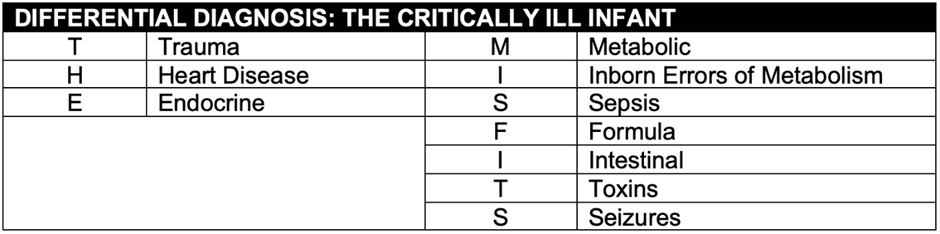 DIFFERENTIAL DIAGNOSIS: THE CRITICALLY ILL INFANT
T Trauma M Metabolic
H Heart Disease I Inborn Errors of Metabolism
E Endocrine S Sepsis
F Formula
I Intestinal
T Toxins
S Seizures